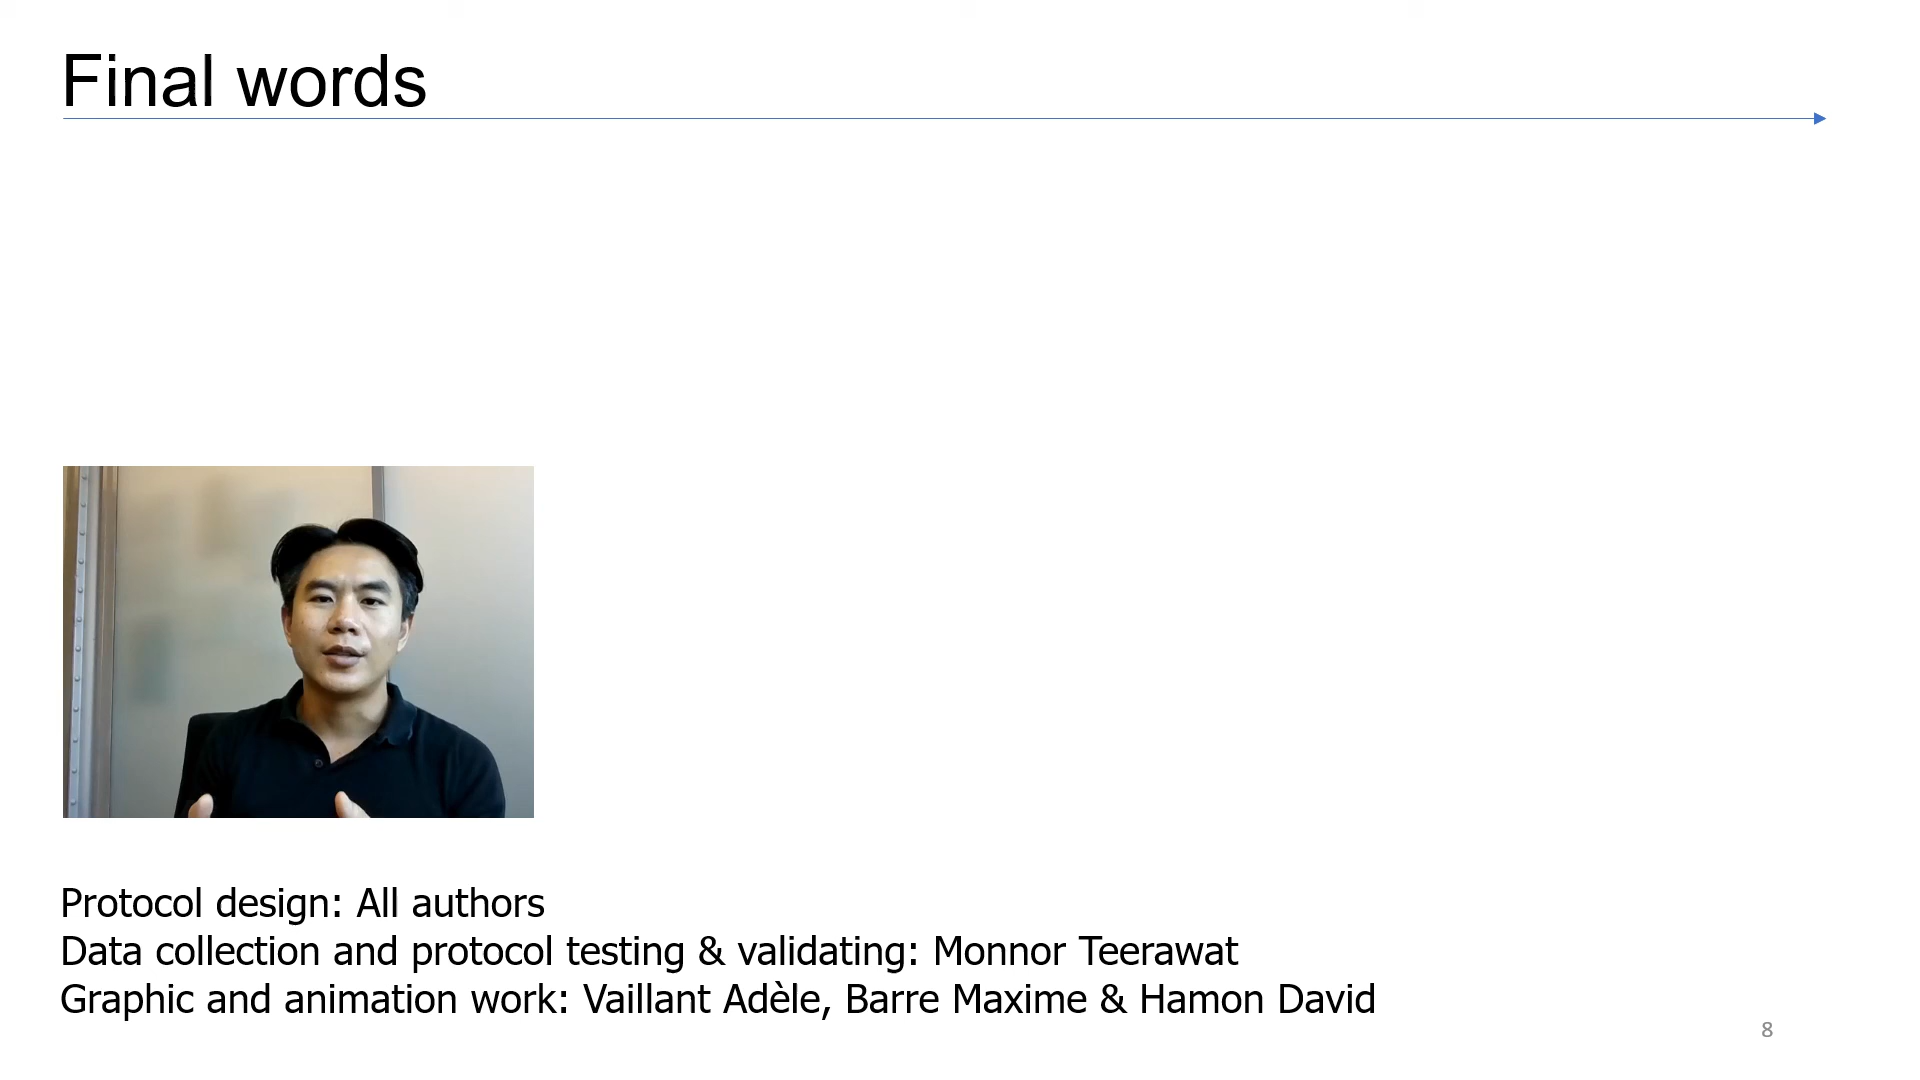 Final words
Protocol design: All authors
Data collection and protocol testing & validating: Monnor Teerawat
Graphic and animation work: Vaillant Adèle, Barre Maxime & Hamon David
8